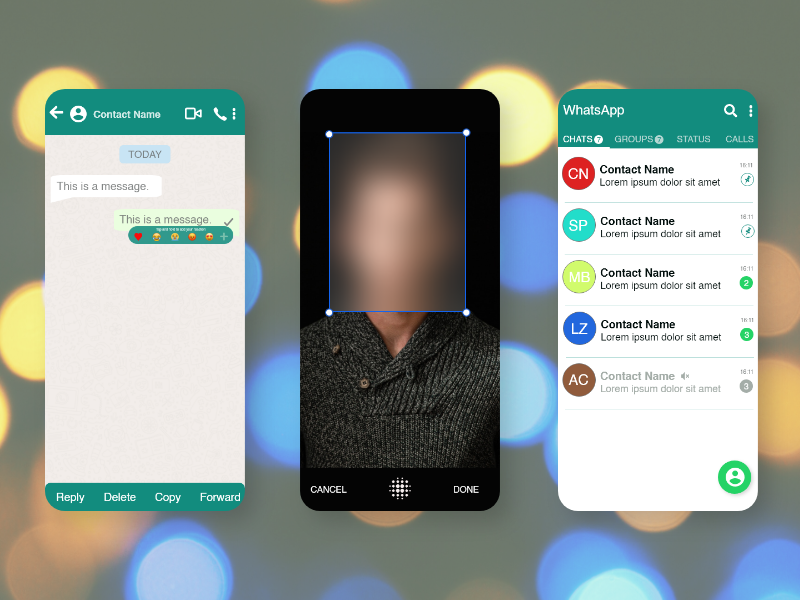 Contact Name
TODAY
This is a message.
This is a message.
Reply Delete Copy Forward
CANCEL DONE
WhatsApp
CHATS 7 GROUPS 7 STATUS CALLS
CN Contact Name 16:11
Lorem ipsum dolor sit amet
SP Contact Name 16:11
Lorem ipsum dolor sit amet
MB Contact Name 16:11
Lorem ipsum dolor sit amet 2
LZ Contact Name 16:11
Lorem ipsum dolor sit amet 3
AC Contact Name 16:11
Lorem ipsum dolor sit amet 3